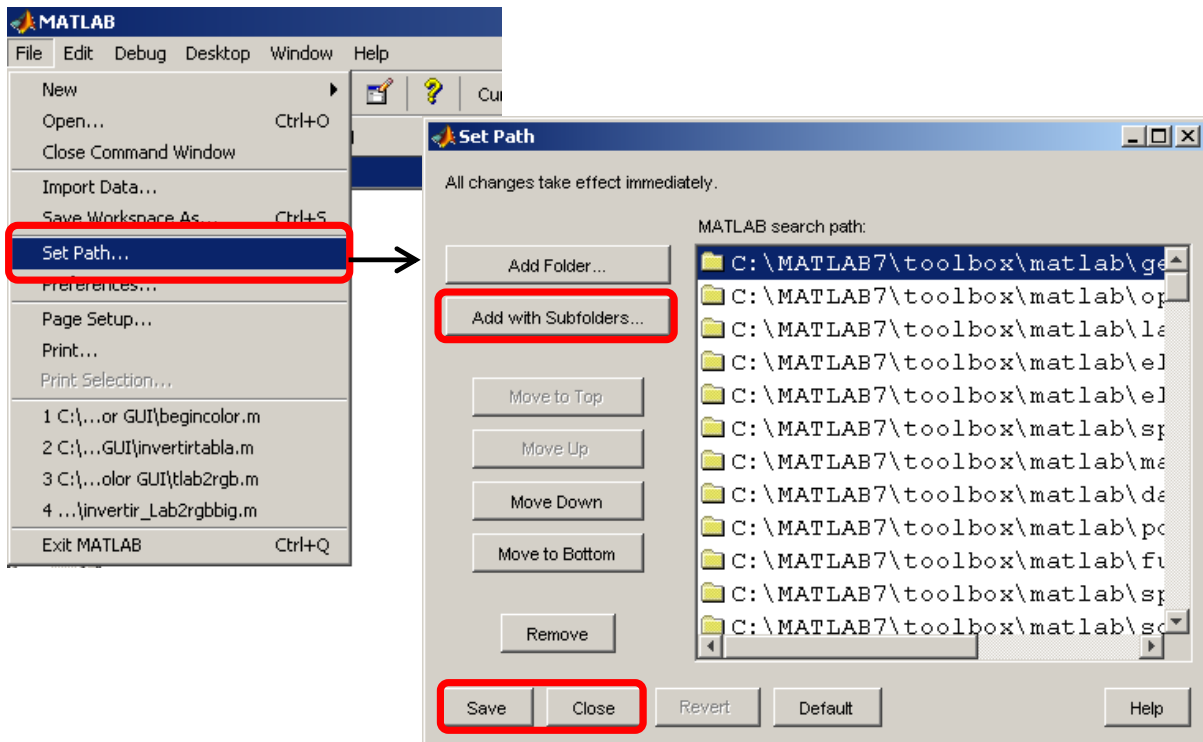 MATLAB
File Edit Debug Desktop Window Help
New
Open... Ctrl+O
Close Command Window
Import Data...
Save Workspace As... Ctrl+S
Set Path...
Preferences...
Page Setup...
Print...
Print Selection...
1 C:\...or GUI\begincolor.m
2 C:\...GUI\invertirtabla.m
3 C:\...olor GUI\tlab2rgb.m
4 ...\invertir_Lab2rgbbig.m
Exit MATLAB Ctrl+Q
Set Path
All changes take effect immediately.
MATLAB search path:
Add Folder...
Add with Subfolders...
Move to Top
Move Up
Move Down
Move to Bottom
Remove
C:\MATLAB7\toolbox\matlab\ge
C:\MATLAB7\toolbox\matlab\op
C:\MATLAB7\toolbox\matlab\la
C:\MATLAB7\toolbox\matlab\el
C:\MATLAB7\toolbox\matlab\el
C:\MATLAB7\toolbox\matlab\sp
C:\MATLAB7\toolbox\matlab\ma
C:\MATLAB7\toolbox\matlab\da
C:\MATLAB7\toolbox\matlab\po
C:\MATLAB7\toolbox\matlab\fu
C:\MATLAB7\toolbox\matlab\sp
C:\MATLAB7\toolbox\matlab\sc
Save Close Revert Default Help